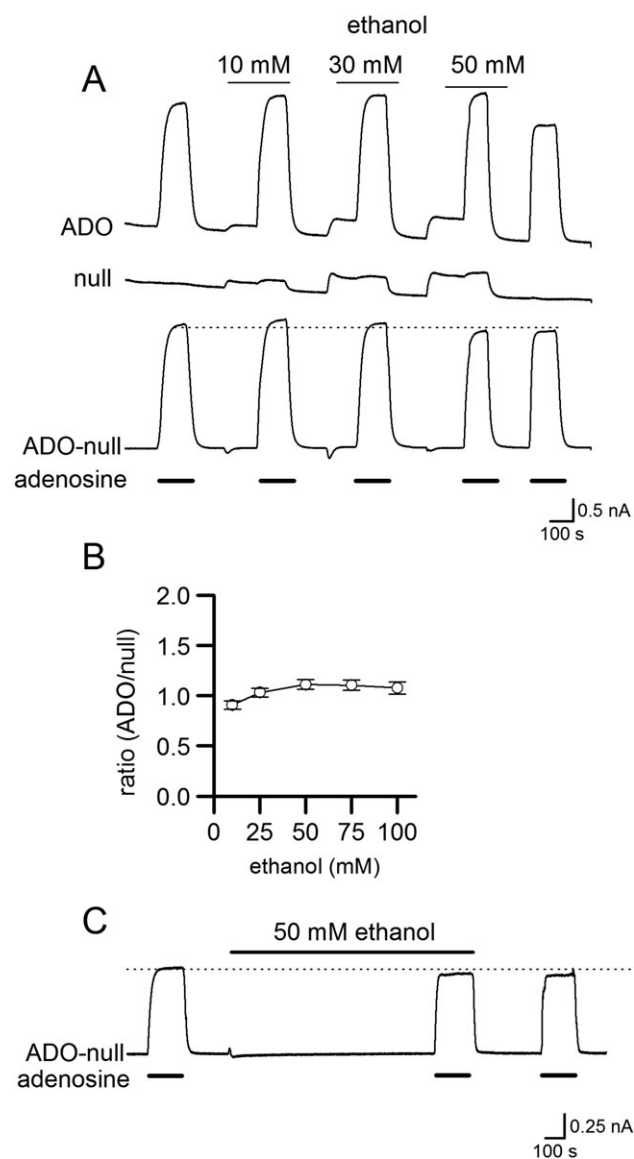 ethanol
A
10 mM 30 mM 50 mM
ADO
null
ADO-null
adenosine
0.5 nA
100 s
B
2.0
1.5
1.0
0.5
0.0
ratio (ADO/null)
0 25 50 75 100
ethanol (mM)
C
50 mM ethanol
ADO-null
adenosine
0.25 nA
100 s